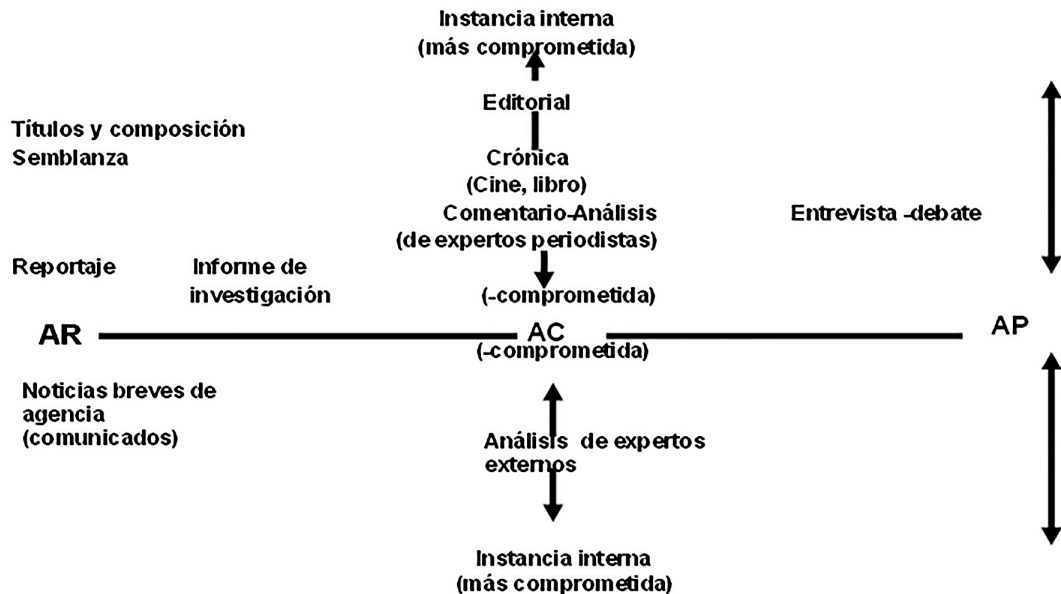 Instancia interna
(más comprometida)
Editorial
Títulos y composición
Semblanza
Crónica
(Cine, libro)
Comentario-Análisis
(de expertos periodistas)
Entrevista -debate
Reportaje
Informe de
investigación
(-comprometida)
AR
AC
AP
(-comprometida)
Noticias breves de
agencia
(comunicados)
Análisis de expertos
externos
Instancia interna
(más comprometida)